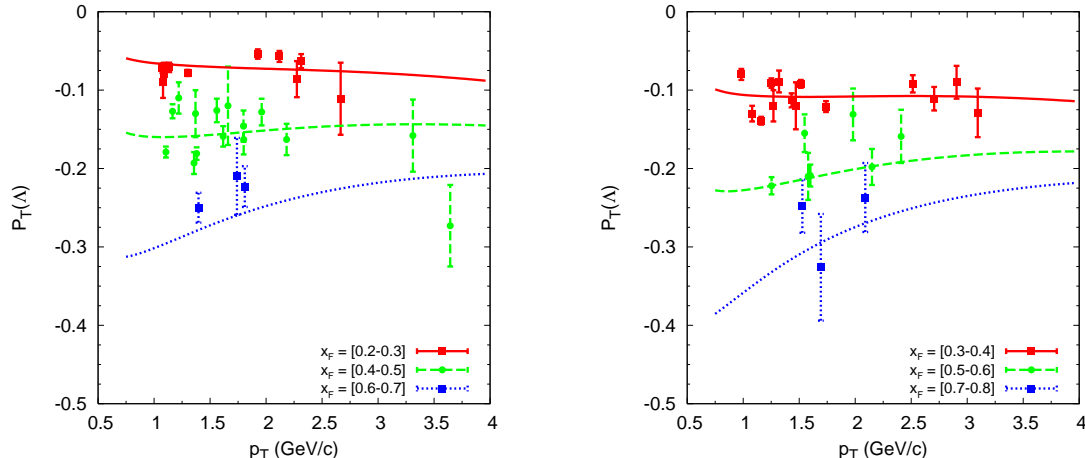 0
-0.1
-0.2
-0.3
-0.4
-0.5
P_T(Λ)
0.5 1 1.5 2 2.5 3 3.5 4
p_T (GeV/c)
x_F = [0.2-0.3]
x_F = [0.4-0.5]
x_F = [0.6-0.7]
0
-0.1
-0.2
-0.3
-0.4
-0.5
P_T(Λ)
0.5 1 1.5 2 2.5 3 3.5 4
p_T (GeV/c)
x_F = [0.3-0.4]
x_F = [0.5-0.6]
x_F = [0.7-0.8]